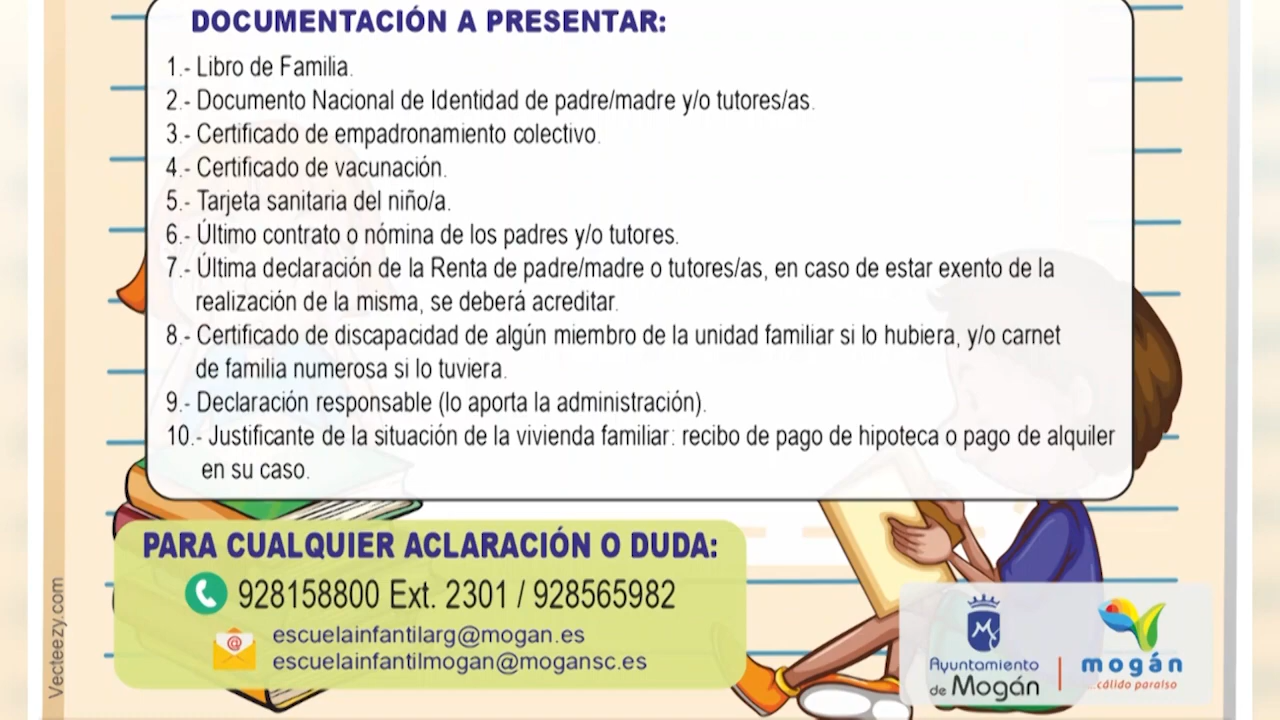 DOCUMENTACIÓN A PRESENTAR:
1.- Libro de Familia.
2.- Documento Nacional de Identidad de padre/madre y/o tutores/as.
3.- Certificado de empadronamiento colectivo.
4.- Certificado de vacunación.
5.- Tarjeta sanitaria del niño/a.
6.- Último contrato o nómina de los padres y/o tutores.
7.- Última declaración de la Renta de padre/madre o tutores/as, en caso de estar exento de la
realización de la misma, se deberá acreditar.
8.- Certificado de discapacidad de algún miembro de la unidad familiar si lo hubiera, y/o carnet
de familia numerosa si lo tuviera.
9.- Declaración responsable (lo aporta la administración).
10.- Justificante de la situación de la vivienda familiar: recibo de pago de hipoteca o pago de alquiler
en su caso.
PARA CUALQUIER ACLARACIÓN O DUDA:
928158800 Ext. 2301 / 928565982
escuelainfantilarg@mogan.es
escuelainfantilmogan@mogansc.es
Vecteezy.com
Ayuntamiento
de Mogán
mogán
...cálido paraíso